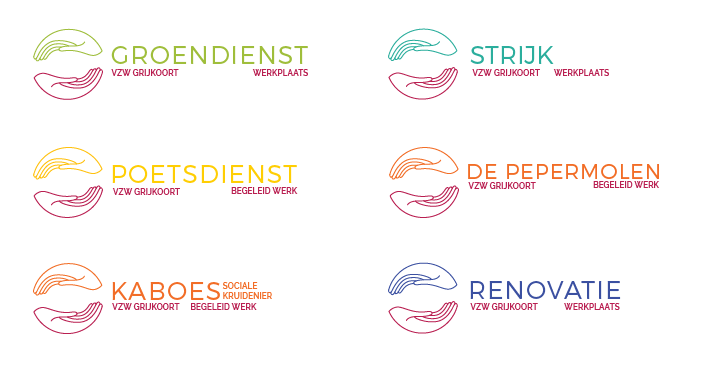 GROENDIENST
VZW GRIJKOORT WERKPLAATS
STRIJK
VZW GRIJKOORT WERKPLAATS
POETSDIENST
VZW GRIJKOORT BEGELEID WERK
DE PEPERMOLEN
VZW GRIJKOORT BEGELEID WERK
KABOES SOCIALE KRUIDENIER
VZW GRIJKOORT BEGELEID WERK
RENOVATIE
VZW GRIJKOORT WERKPLAATS